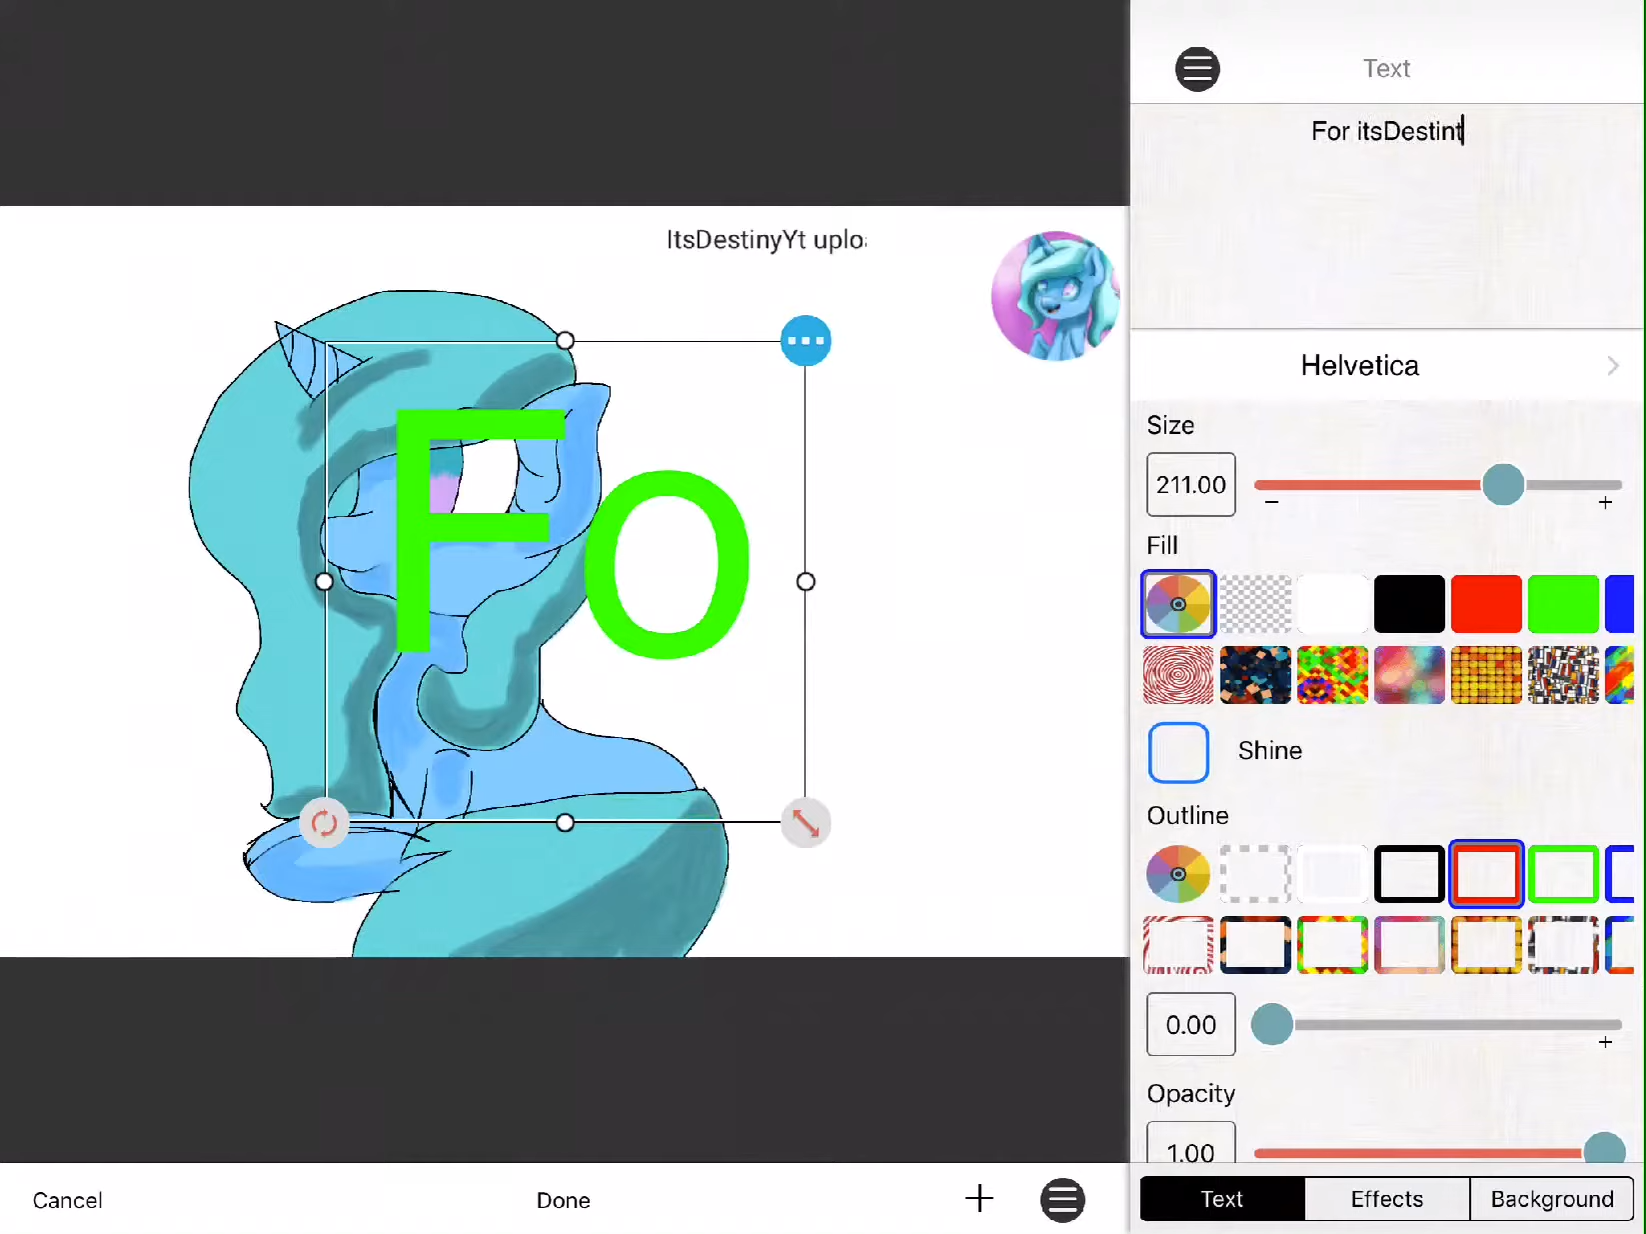 Text
For itsDestint
ItsDestinyYt uplo
Fo
Helvetica
Size
211.00
Fill
Shine
Outline
0.00
Opacity
1.00
Cancel
Done
Text
Effects
Background